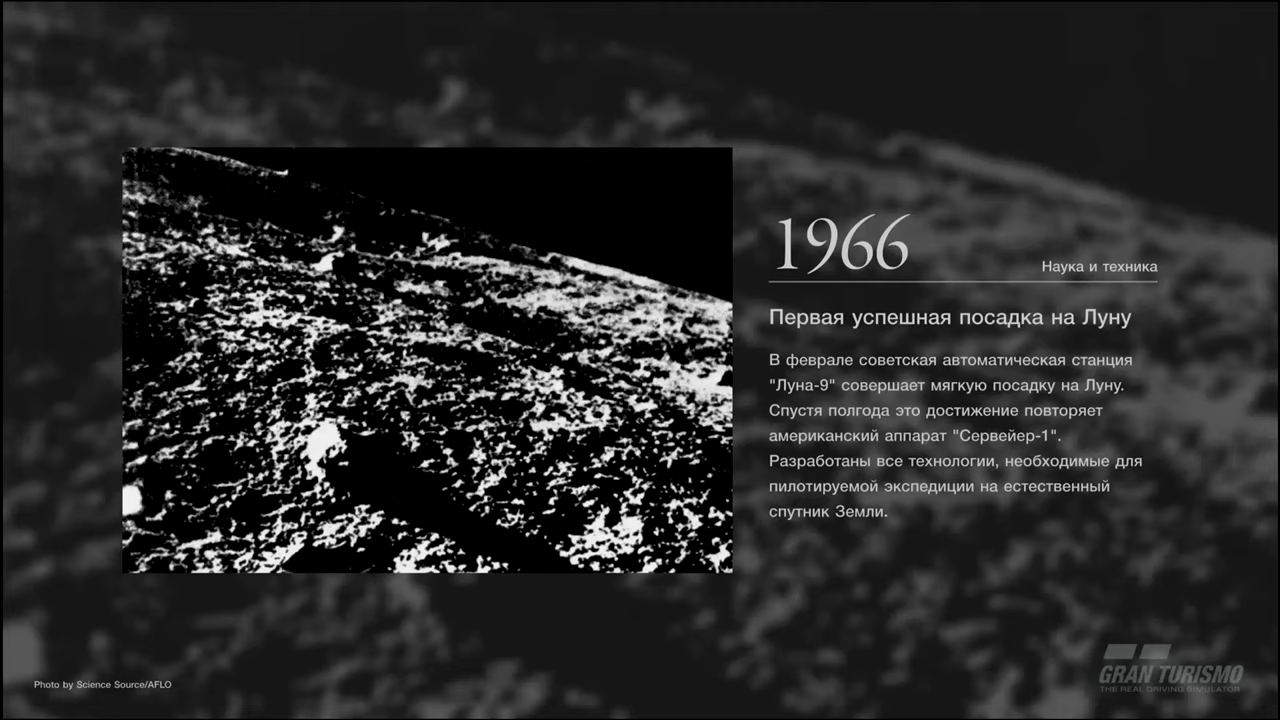 1966
Наука и техника
Первая успешная посадка на Луну
В феврале советская автоматическая станция
"Луна-9" совершает мягкую посадку на Луну.
Спустя полгода это достижение повторяет
американский аппарат "Сервейер-1".
Разработаны все технологии, необходимые для
пилотируемой экспедиции на естественный
спутник Земли.
Photo by Science Source/AFLO
GRAN TURISMO
THE REAL DRIVING SIMULATOR